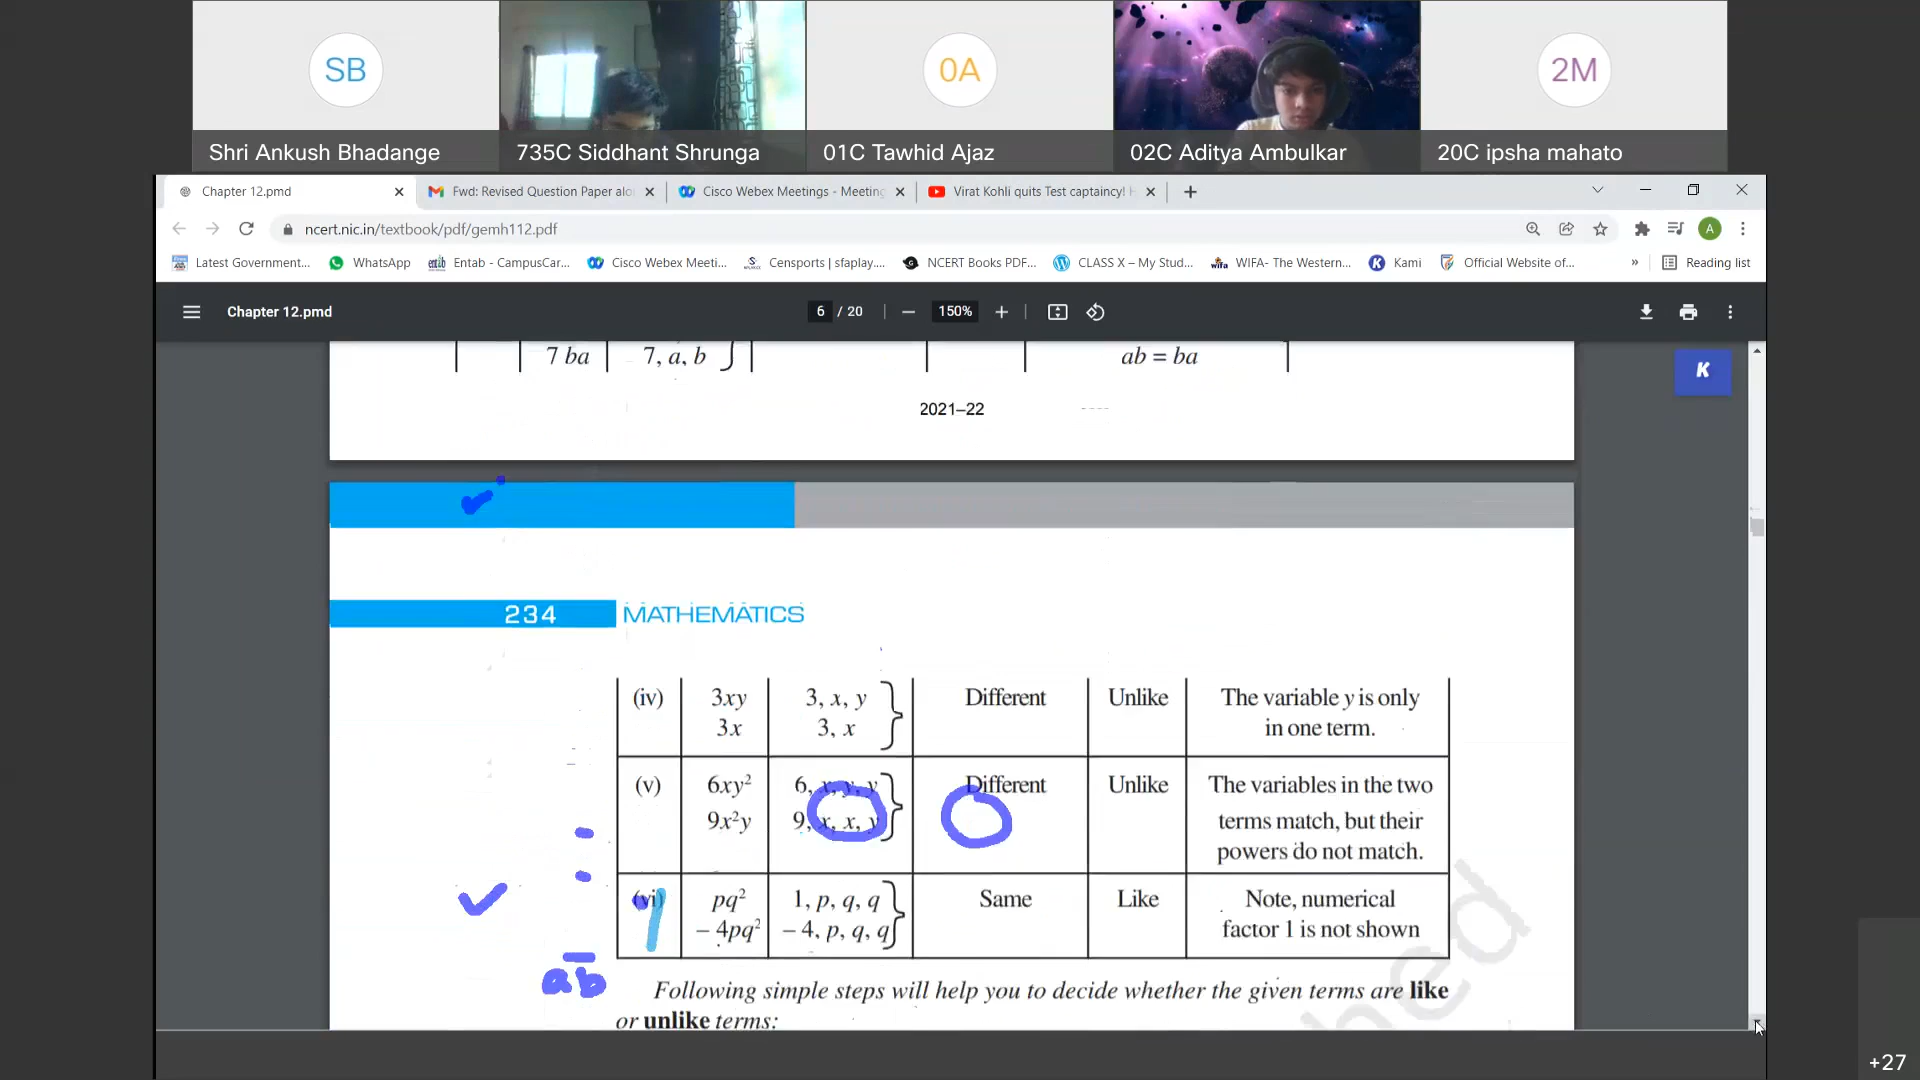 SB
0A
2M
Shri Ankush Bhadange
735C Siddhant Shrunga
01C Tawhid Ajaz
02C Aditya Ambulkar
20C ipsha mahato
Chapter 12.pmd
Fwd: Revised Question Paper alo
Cisco Webex Meetings - Meeting
Virat Kohli quits Test captaincy!
ncert.nic.in/textbook/pdf/gemh112.pdf
A
Latest Government...
WhatsApp
Entab - CampusCar...
Cisco Webex Meeti...
Censports | sfaplay....
NCERT Books PDF...
CLASS X – My Stud...
WIFA- The Western...
Kami
Official Website of...
»
Reading list
Chapter 12.pmd
6 / 20
150%
7 ba 7, a, b ab = ba
K
2021–22
234 MATHEMATICS
(iv) 3xy 3, x, y Different Unlike The variable y is only
3x 3, x in one term.
(v) 6xy² 6, x, y, y Different Unlike The variables in the two
9x²y 9, x, x, y terms match, but their
powers do not match.
(vi) pq² 1, p, q, q Same Like Note, numerical
– 4pq² – 4, p, q, q factor 1 is not shown
ab
Following simple steps will help you to decide whether the given terms are like
or unlike terms:
hed
+27